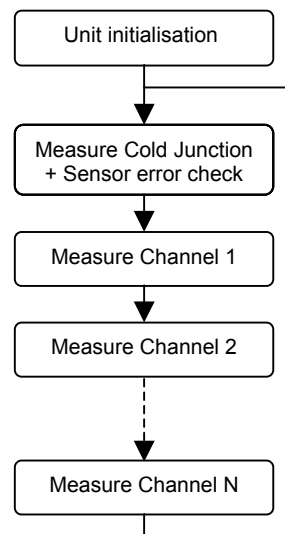 Unit initialisation
Measure Cold Junction
+ Sensor error check
Measure Channel 1
Measure Channel 2
Measure Channel N